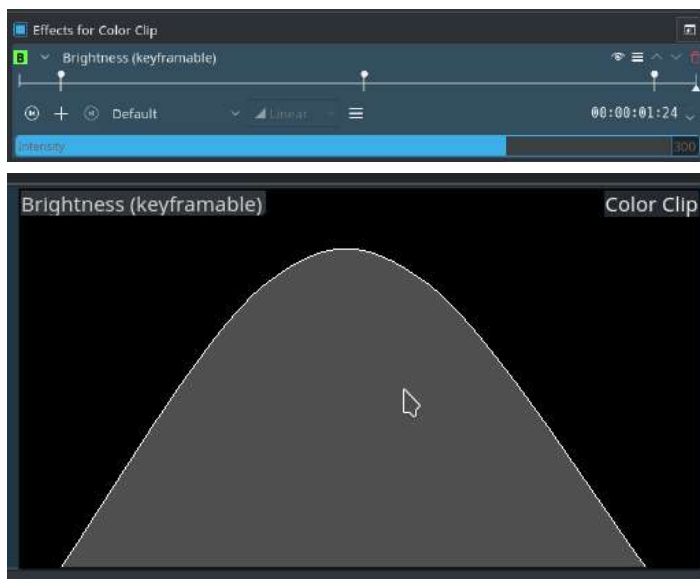 Effects for Color Clip
B Brightness (keyframable)
Default Linear 00:00:01:24
Intensity 300
Brightness (keyframable) Color Clip